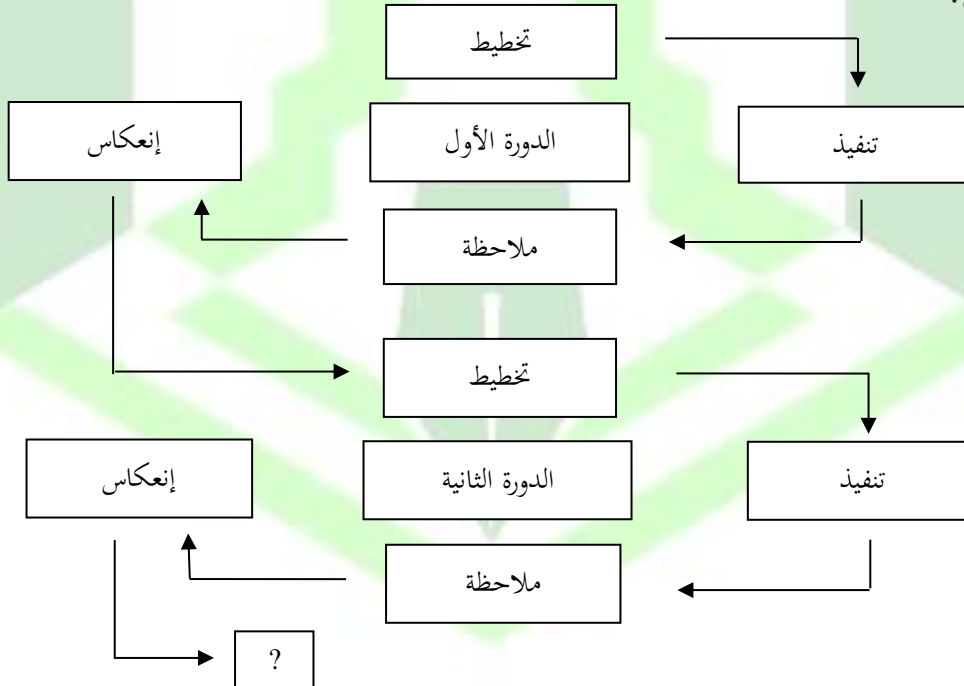 تخطيط
إنعكاس
الدورة الأول
تنفيذ
ملاحظة
تخطيط
إنعكاس
الدورة الثانية
تنفيذ
ملاحظة
?